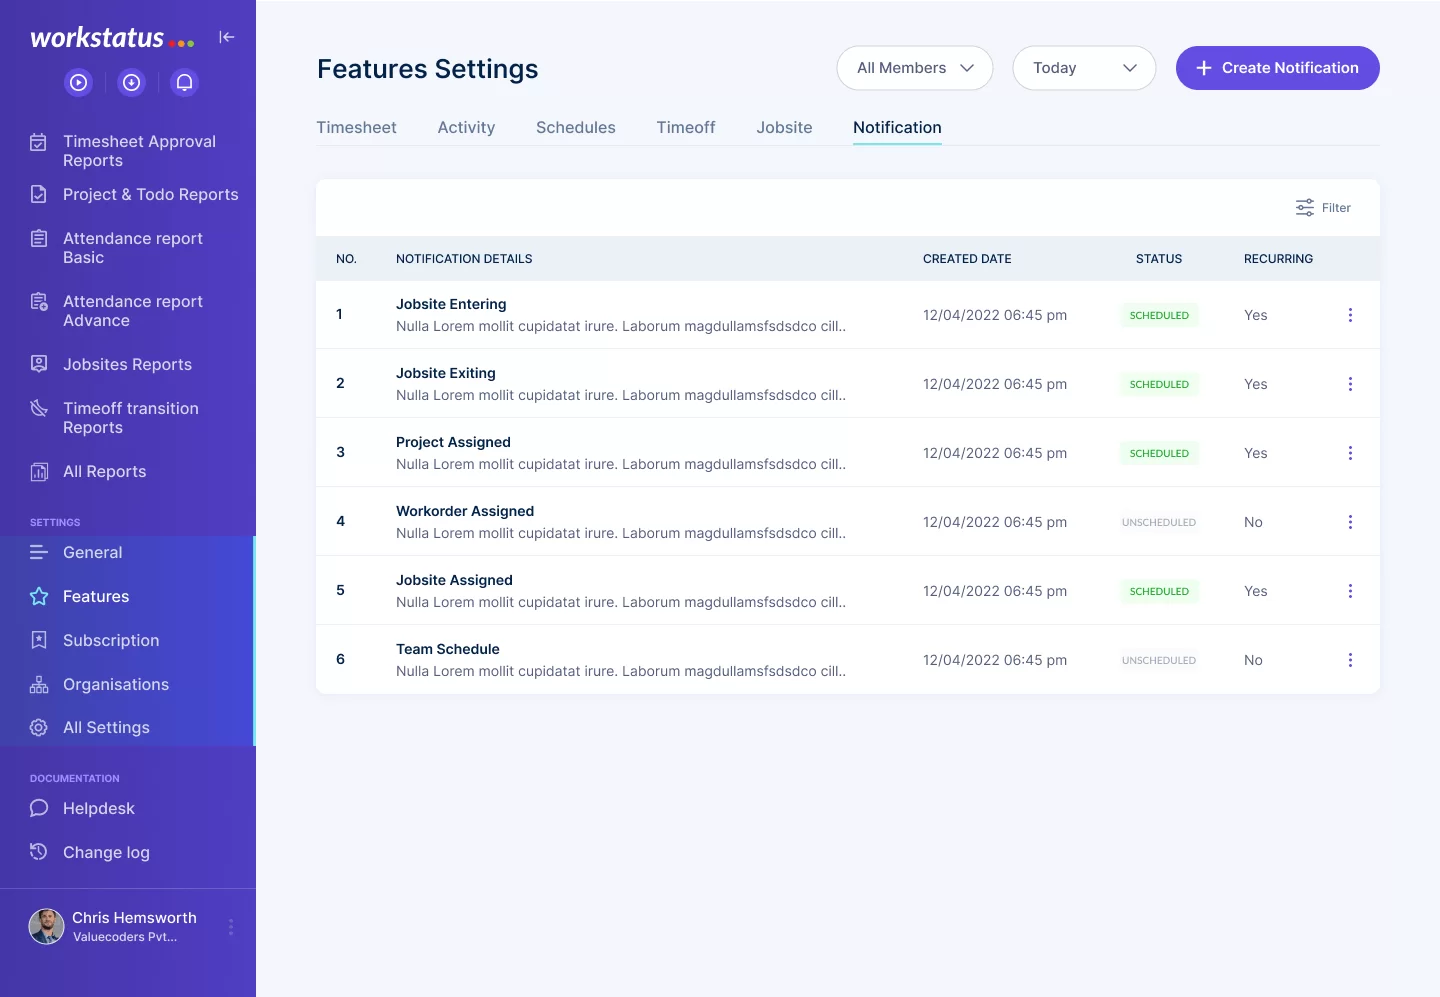 workstatus
Timesheet Approval
Reports
Project & Todo Reports
Attendance report
Basic
Attendance report
Advance
Jobsites Reports
Timeoff transition
Reports
All Reports
SETTINGS
General
Features
Subscription
Organisations
All Settings
DOCUMENTATION
Helpdesk
Change log
Chris Hemsworth
Valuecoders Pvt...
Features Settings
All Members
Today
Create Notification
Timesheet Activity Schedules Timeoff Jobsite Notification
Filter
NO. NOTIFICATION DETAILS CREATED DATE STATUS RECURRING
1 Jobsite Entering 12/04/2022 06:45 pm SCHEDULED Yes
Nulla Lorem mollit cupidatat irure. Laborum magdullamsfsdsdco cill..
2 Jobsite Exiting 12/04/2022 06:45 pm SCHEDULED Yes
Nulla Lorem mollit cupidatat irure. Laborum magdullamsfsdsdco cill..
3 Project Assigned 12/04/2022 06:45 pm SCHEDULED Yes
Nulla Lorem mollit cupidatat irure. Laborum magdullamsfsdsdco cill..
4 Workorder Assigned 12/04/2022 06:45 pm UNSCHEDULED No
Nulla Lorem mollit cupidatat irure. Laborum magdullamsfsdsdco cill..
5 Jobsite Assigned 12/04/2022 06:45 pm SCHEDULED Yes
Nulla Lorem mollit cupidatat irure. Laborum magdullamsfsdsdco cill..
6 Team Schedule 12/04/2022 06:45 pm UNSCHEDULED No
Nulla Lorem mollit cupidatat irure. Laborum magdullamsfsdsdco cill..